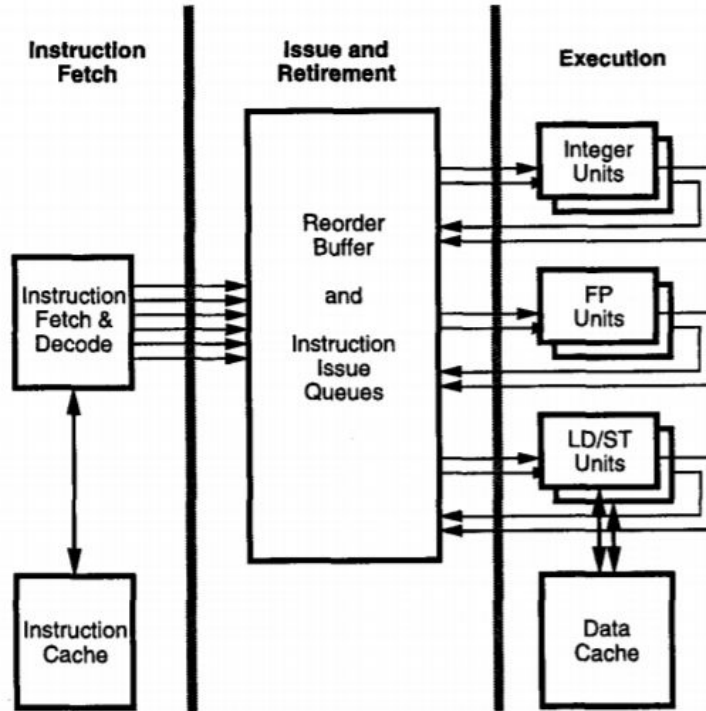 Instruction
Fetch
Issue and
Retirement
Execution
Integer
Units
Reorder
Buffer
and
Instruction
Issue
Queues
Instruction
Fetch &
Decode
FP
Units
LD/ST
Units
Instruction
Cache
Data
Cache